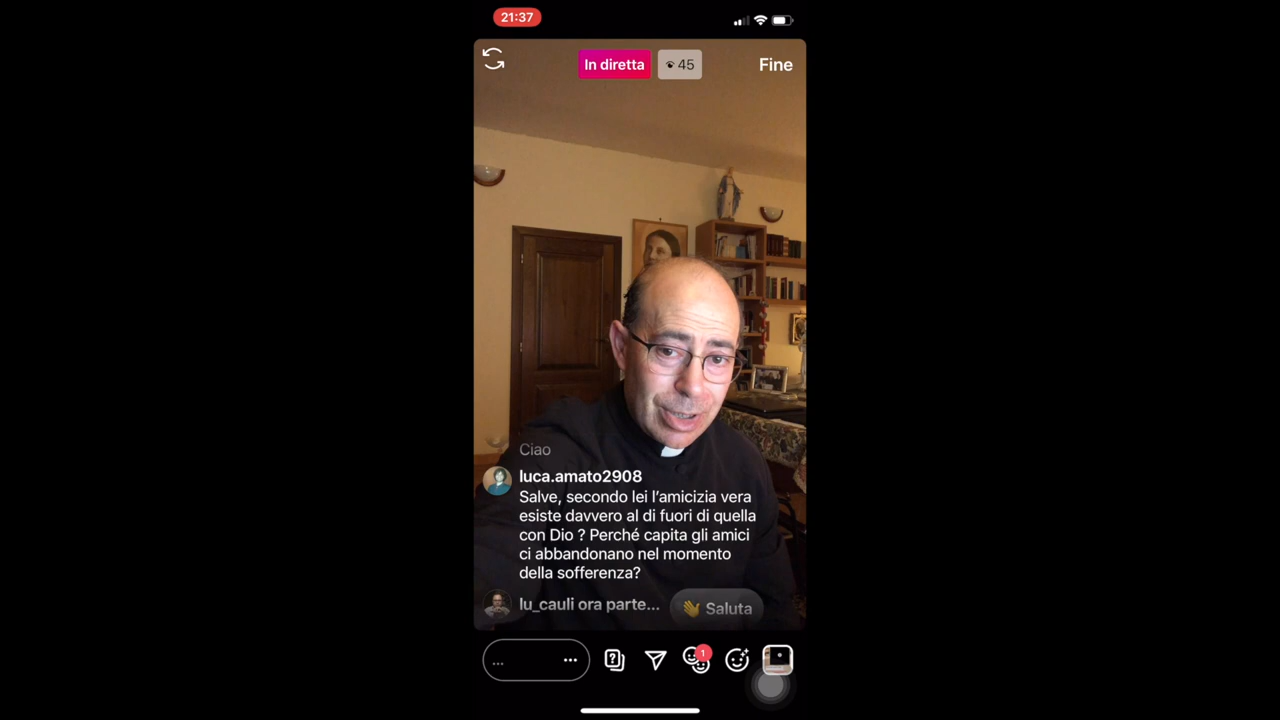 21:37
In diretta
45
Fine
Ciao
luca.amato2908
Salve, secondo lei l’amicizia vera
esiste davvero al di fuori di quella
con Dio ? Perché capita gli amici
ci abbandonano nel momento
della sofferenza?
lu_cauli ora parte...
👋 Saluta
...
1